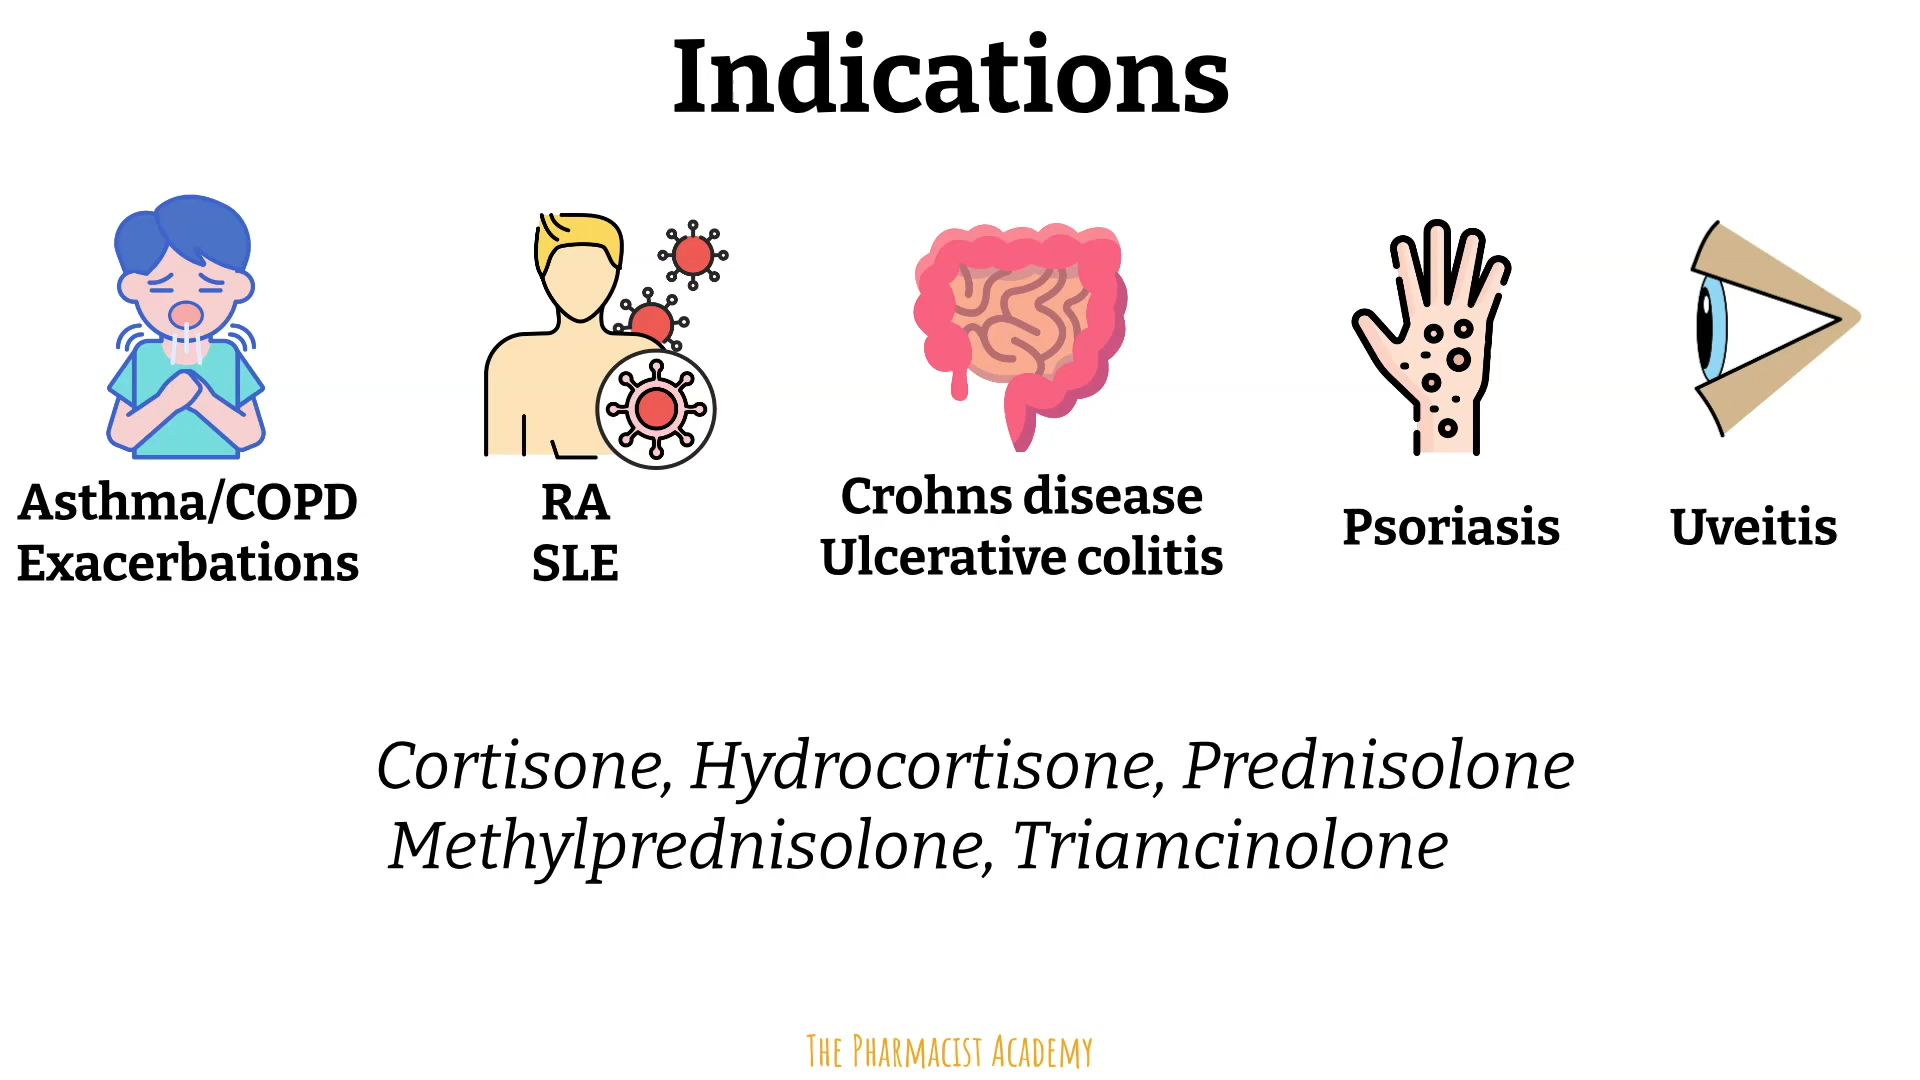 Indications
Asthma/COPD
Exacerbations
RA
SLE
Crohns disease
Ulcerative colitis
Psoriasis
Uveitis
Cortisone, Hydrocortisone, Prednisolone
Methylprednisolone, Triamcinolone
The Pharmacist Academy